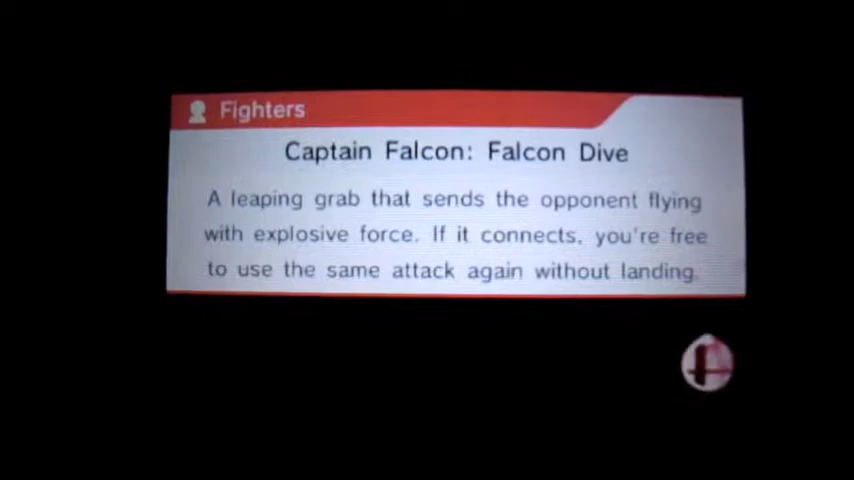 Fighters
Captain Falcon: Falcon Dive
A leaping grab that sends the opponent flying
with explosive force. If it connects, you're free
to use the same attack again without landing.